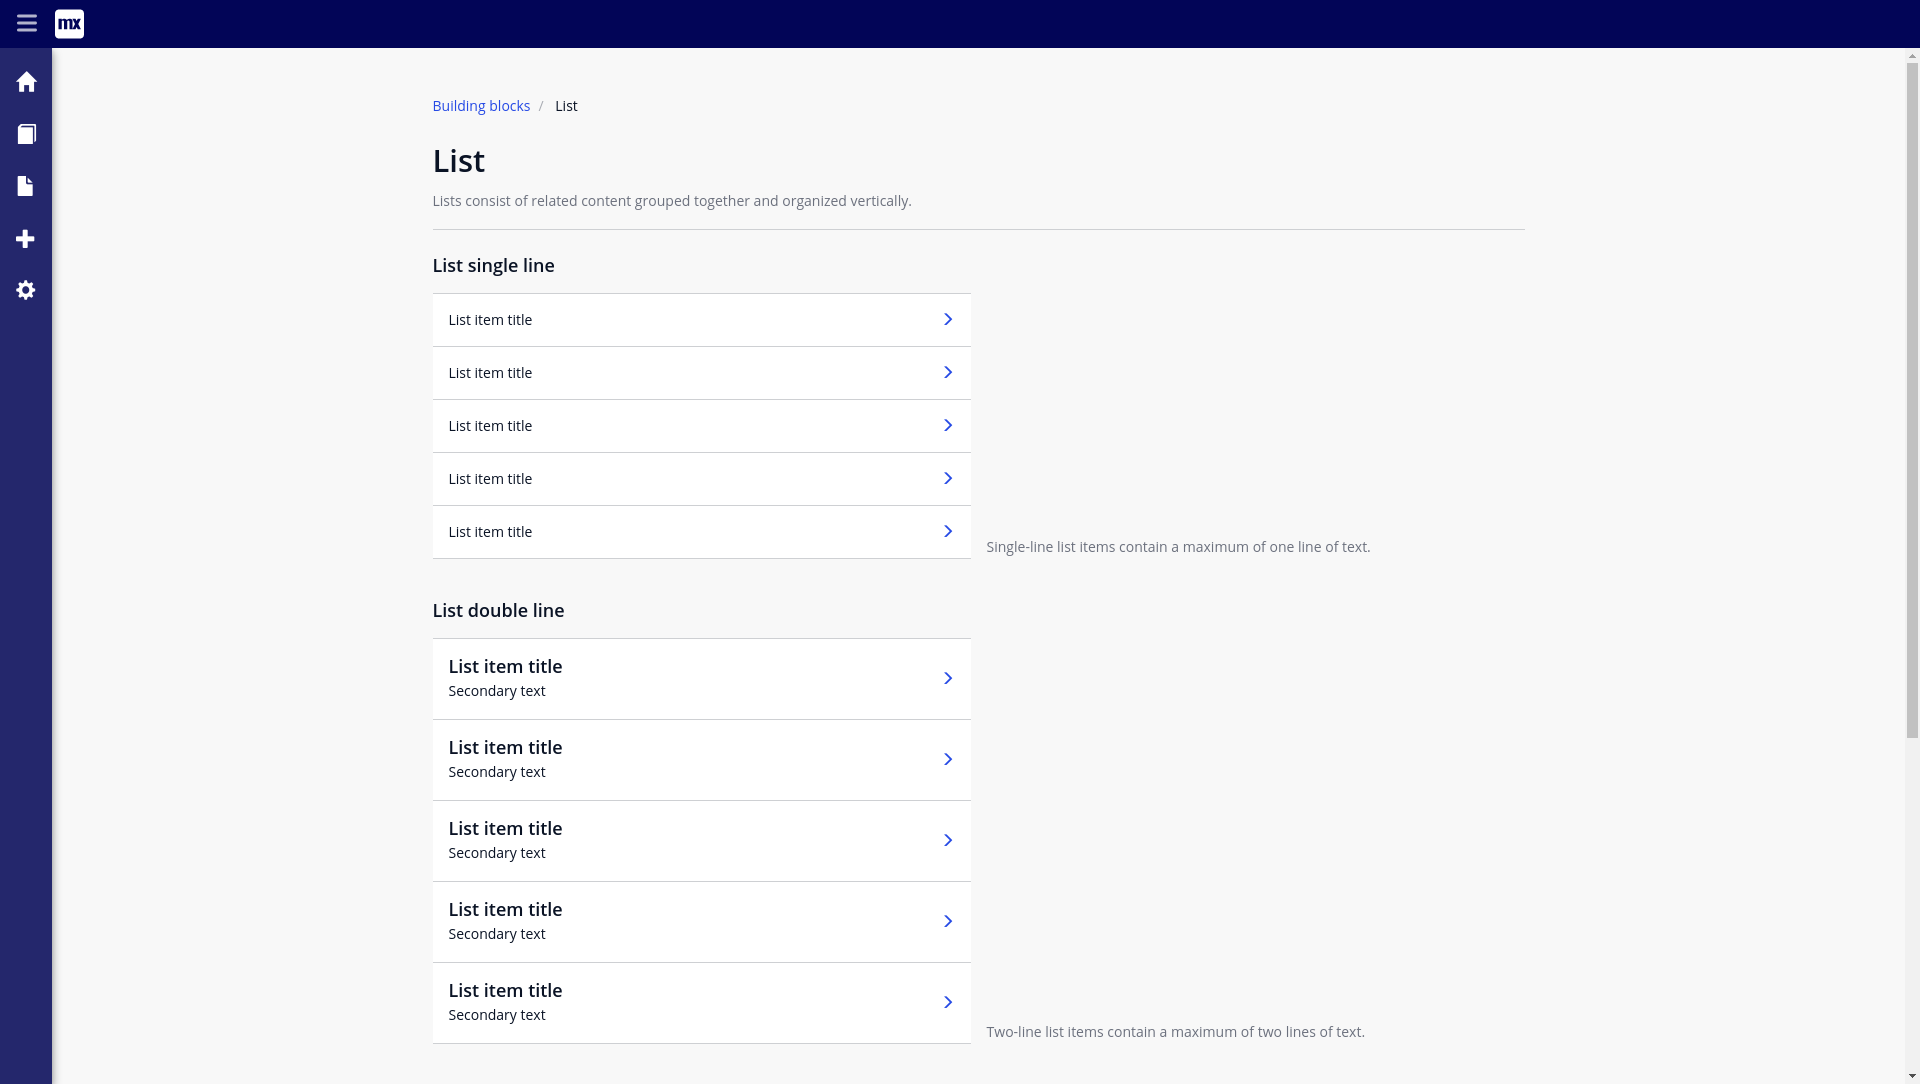 mx
Building blocks / List
List
Lists consist of related content grouped together and organized vertically.
List single line
List item title
List item title
List item title
List item title
List item title
Single-line list items contain a maximum of one line of text.
List double line
List item title
Secondary text
List item title
Secondary text
List item title
Secondary text
List item title
Secondary text
List item title
Secondary text
Two-line list items contain a maximum of two lines of text.